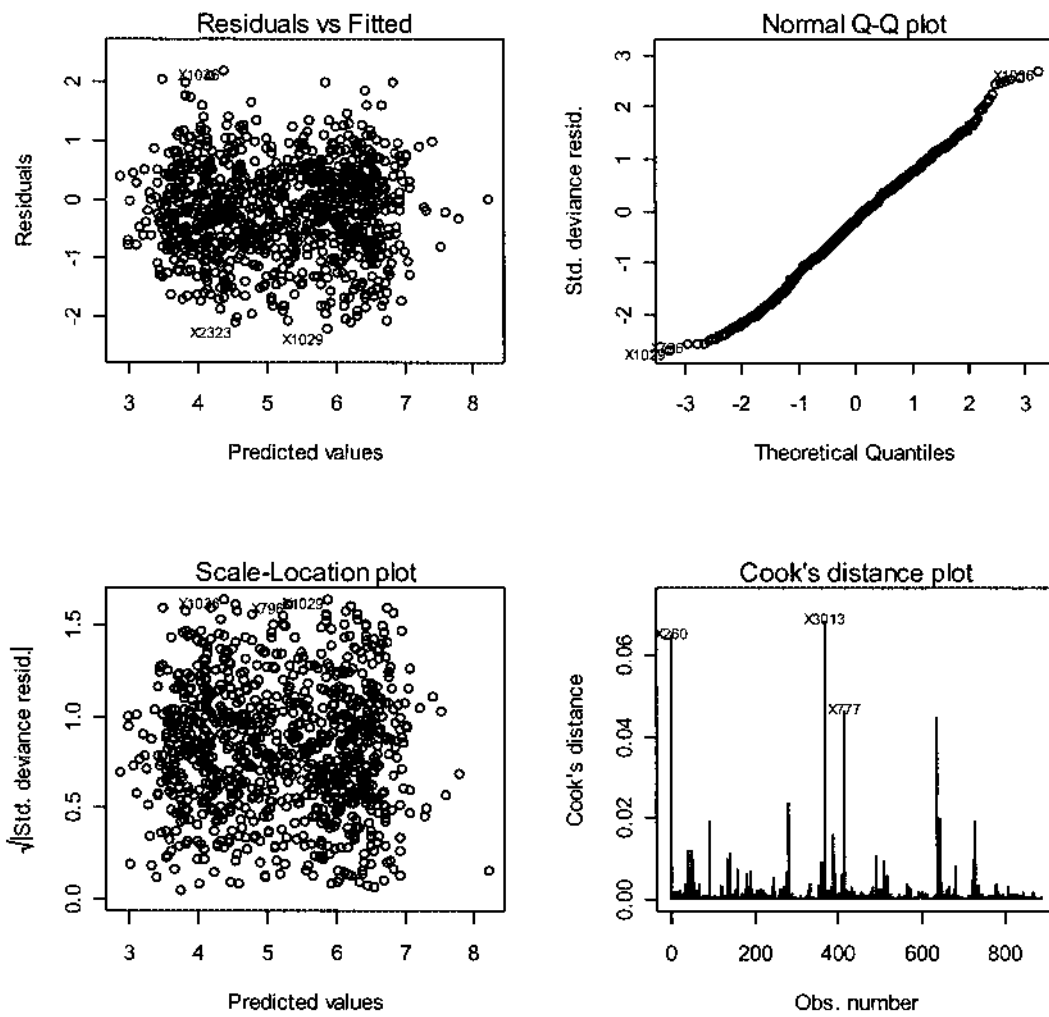 Residuals vs Fitted
Residuals
2
1
0
-1
-2
X1036
X2323
X1029
3 4 5 6 7 8
Predicted values
Normal Q-Q plot
Std. deviance resid.
3
2
1
0
-1
-2
X1036
X1029
-3 -2 -1 0 1 2 3
Theoretical Quantiles
Scale-Location plot
√|Std. deviance resid.|
1.5
1.0
0.5
0.0
X1036
X796
X1029
3 4 5 6 7 8
Predicted values
Cook's distance plot
Cook's distance
0.06
0.04
0.02
0.00
X260
X3013
X777
0 200 400 600 800
Obs. number